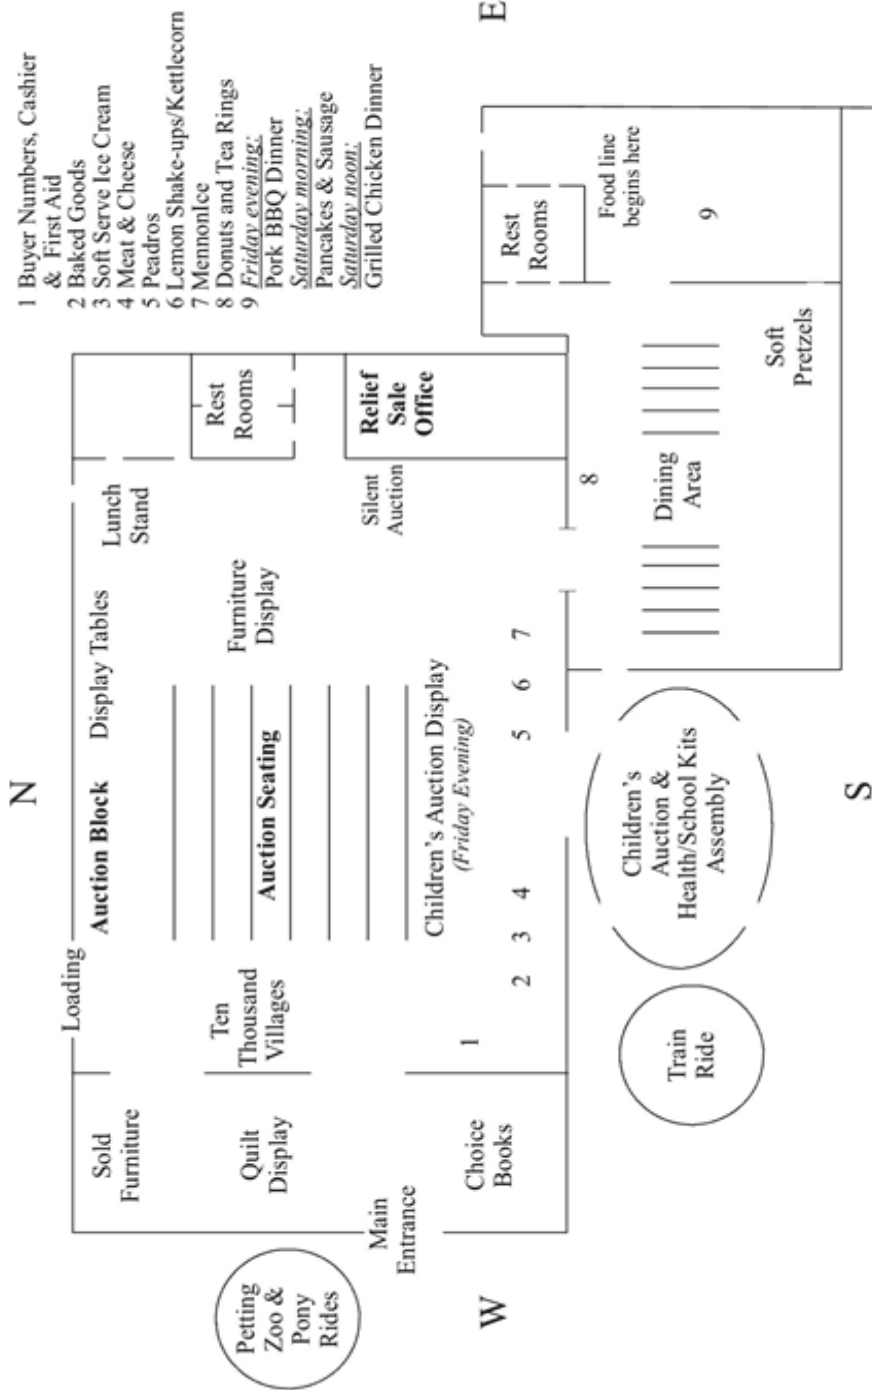 N
E
S
W
1 Buyer Numbers, Cashier
& First Aid
2 Baked Goods
3 Soft Serve Ice Cream
4 Meat & Cheese
5 Peadros
6 Lemon Shake-ups/Kettlecorn
7 MennonIce
8 Donuts and Tea Rings
9 Friday evening:
Pork BBQ Dinner
Saturday morning:
Pancakes & Sausage
Saturday noon:
Grilled Chicken Dinner
Loading
Auction Block
Display Tables
Lunch
Stand
Sold
Furniture
Quilt
Display
Ten
Thousand
Villages
Auction Seating
Furniture
Display
Rest
Rooms
Relief
Sale
Office
Silent
Auction
Petting
Zoo &
Pony
Rides
Main
Entrance
Choice
Books
Children's Auction Display
(Friday Evening)
1
2
3
4
5
6
7
8
Rest
Rooms
Food line
begins here
9
Dining
Area
Soft
Pretzels
Train
Ride
Children's
Auction &
Health/School Kits
Assembly